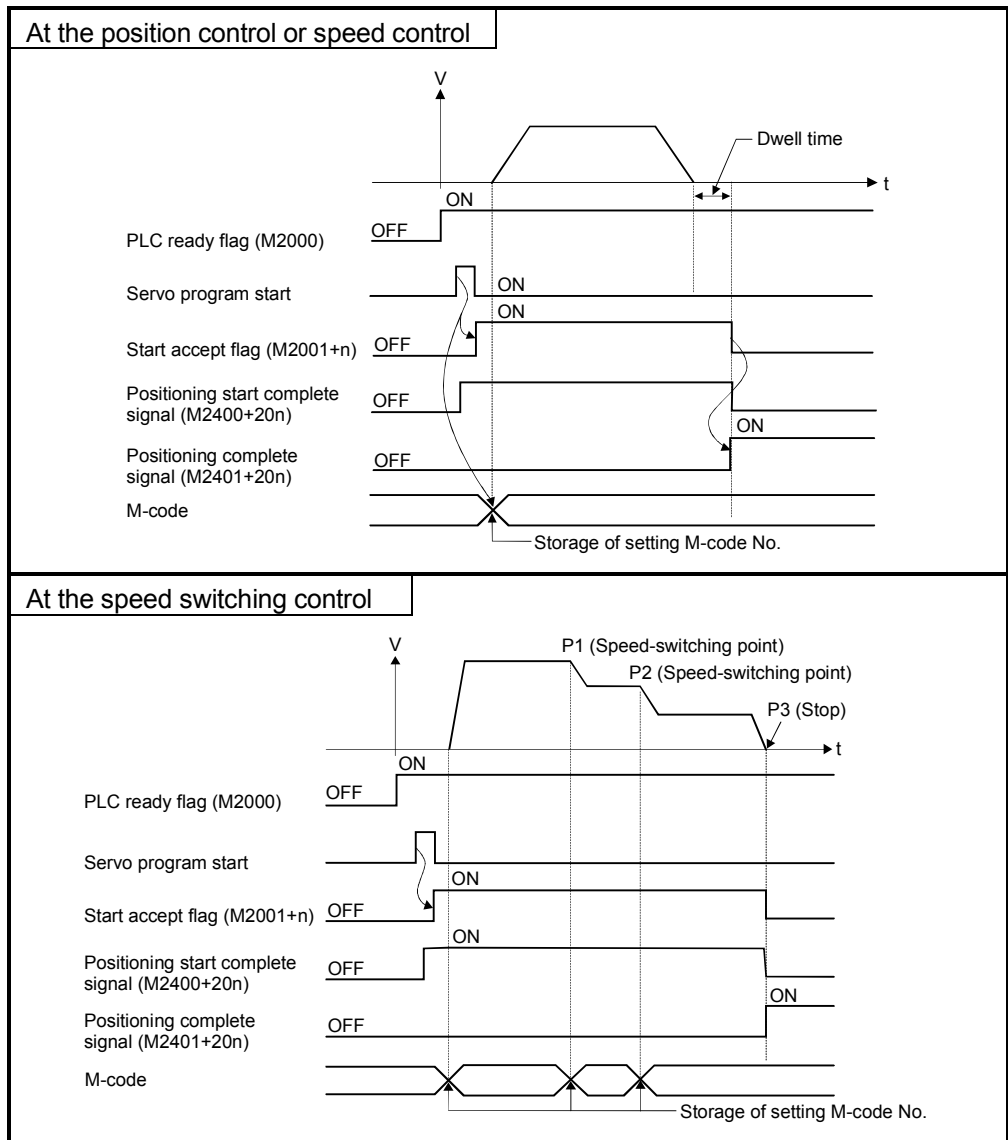 At the position control or speed control
V
Dwell time
t
ON
OFF
PLC ready flag (M2000)
ON
Servo program start
ON
OFF
Start accept flag (M2001+n)
Positioning start complete
signal (M2400+20n)
OFF
ON
Positioning complete
signal (M2401+20n)
OFF
M-code
Storage of setting M-code No.
At the speed switching control
V
P1 (Speed-switching point)
P2 (Speed-switching point)
P3 (Stop)
t
ON
OFF
PLC ready flag (M2000)
Servo program start
ON
Start accept flag (M2001+n)
OFF
ON
Positioning start complete
signal (M2400+20n)
OFF
ON
Positioning complete
signal (M2401+20n)
OFF
M-code
Storage of setting M-code No.